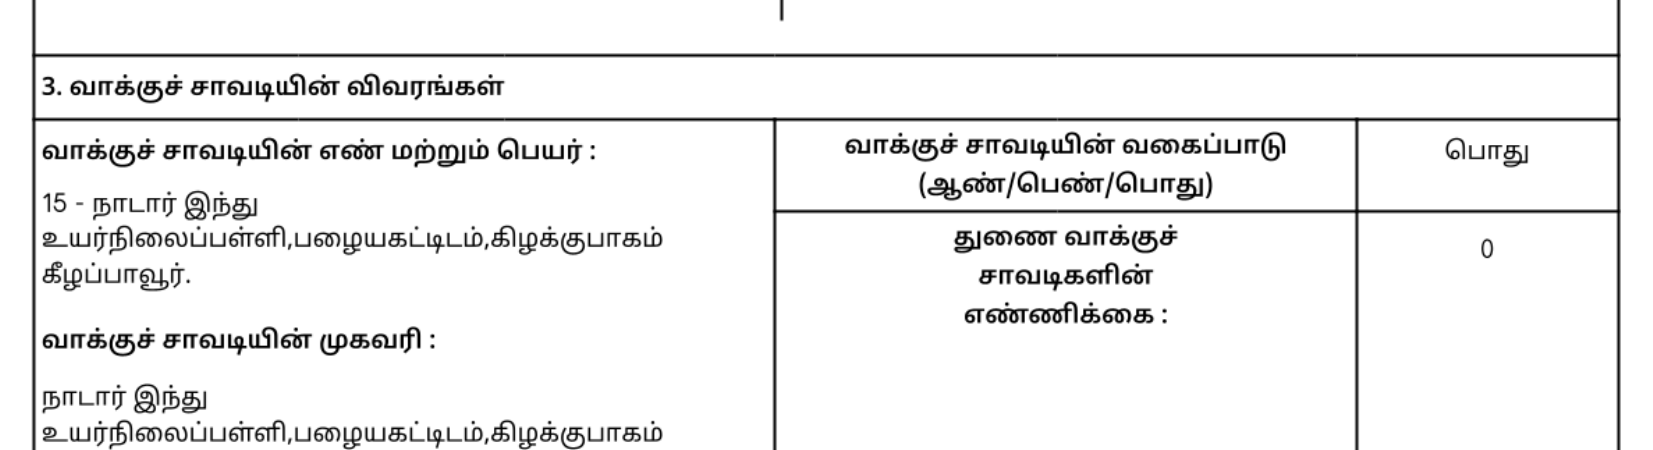 3. வாக்குச் சாவடியின் விவரங்கள்
வாக்குச் சாவடியின் எண் மற்றும் பெயர் :
15 - நாடார் இந்து
உயர்நிலைப்பள்ளி,பழையகட்டிடம்,கிழக்குபாகம்
கீழப்பாவூர்.
வாக்குச் சாவடியின் முகவரி :
நாடார் இந்து
உயர்நிலைப்பள்ளி,பழையகட்டிடம்,கிழக்குபாகம்
வாக்குச் சாவடியின் வகைப்பாடு
(ஆண்/பெண்/பொது)
பொது
துணை வாக்குச்
சாவடிகளின்
எண்ணிக்கை :
0